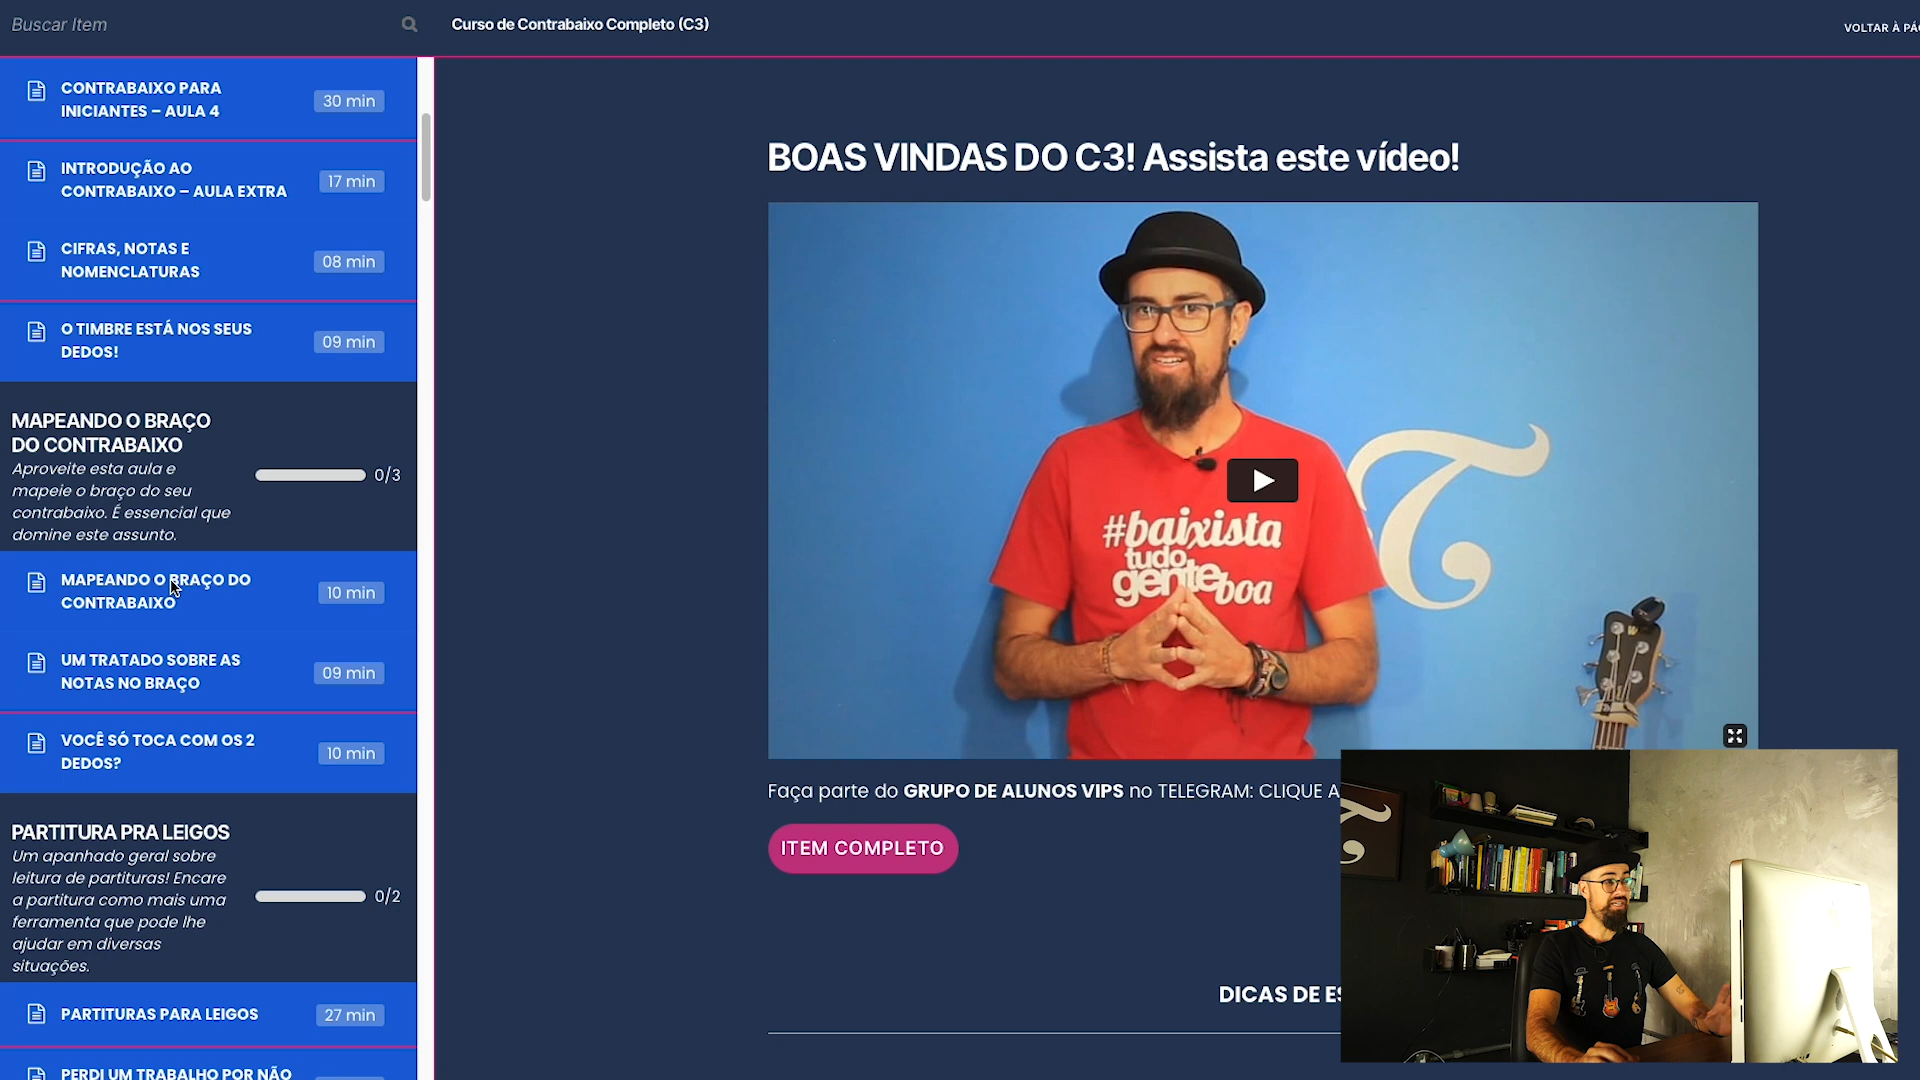 Buscar Item
Curso de Contrabaixo Completo (C3)
VOLTAR À
CONTRABAIXO PARA
INICIANTES – AULA 4
30 min
INTRODUÇÃO AO
CONTRABAIXO – AULA EXTRA
17 min
CIFRAS, NOTAS E
NOMENCLATURAS
08 min
O TIMBRE ESTÁ NOS SEUS
DEDOS!
09 min
MAPEANDO O BRAÇO
DO CONTRABAIXO
Aproveite esta aula e
mapeie o braço do seu
contrabaixo. É essencial que
domine este assunto.
0/3
MAPEANDO O BRAÇO DO
CONTRABAIXO
10 min
UM TRATADO SOBRE AS
NOTAS NO BRAÇO
09 min
VOCÊ SÓ TOCA COM OS 2
DEDOS?
10 min
PARTITURA PRA LEIGOS
Um apanhado geral sobre
leitura de partituras! Encare
a partitura como mais uma
ferramenta que pode lhe
ajudar em diversas
situações.
0/2
PARTITURAS PARA LEIGOS
27 min
PERDI UM TRABALHO POR NÃO
BOAS VINDAS DO C3! Assista este vídeo!
#baixista
tudo
gente boa
Faça parte do GRUPO DE ALUNOS VIPS no TELEGRAM: CLIQUE A
ITEM COMPLETO
DICAS DE